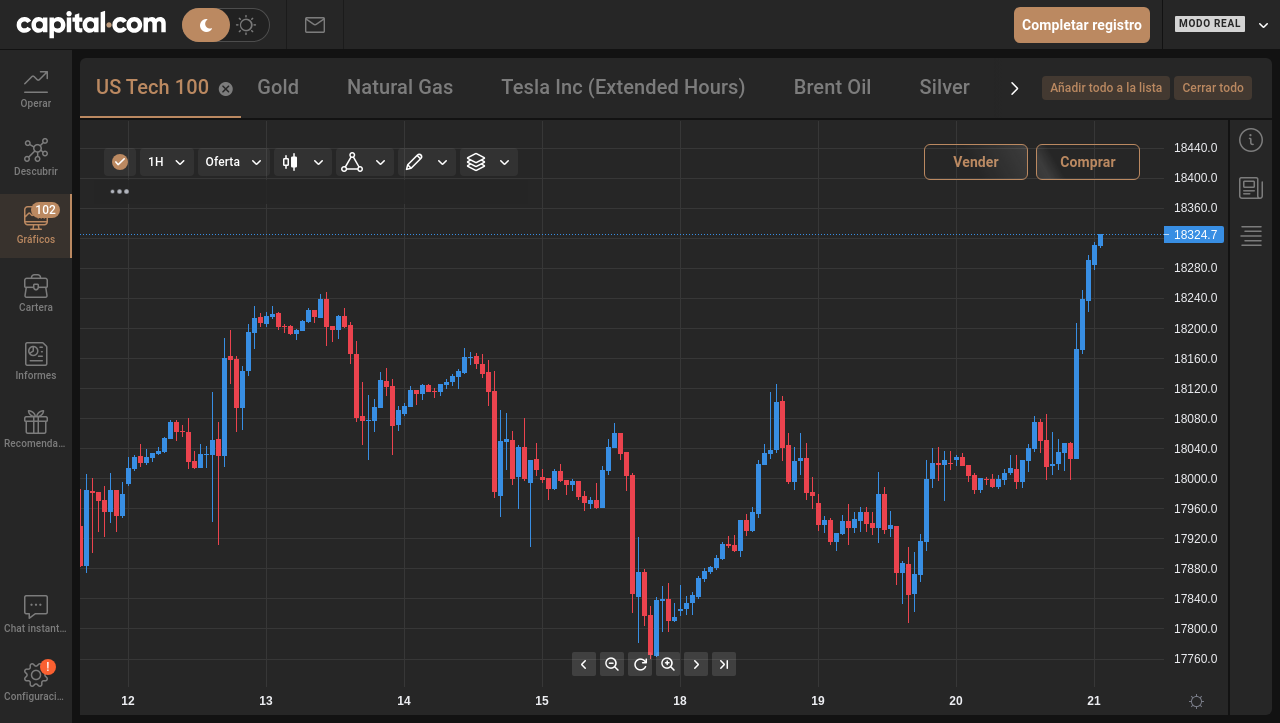 capital.com
Completar registro
MODO REAL
Operar
Descubrir
102
Gráficos
Cartera
Informes
Recomenda...
Chat instant...
!
Configuraci...
US Tech 100
Gold
Natural Gas
Tesla Inc (Extended Hours)
Brent Oil
Silver
Añadir todo a la lista
Cerrar todo
1H
Oferta
Vender
Comprar
18440.0
18400.0
18360.0
18324.7
18280.0
18240.0
18200.0
18160.0
18120.0
18080.0
18040.0
18000.0
17960.0
17920.0
17880.0
17840.0
17800.0
17760.0
12 13 14 15 18 19 20 21